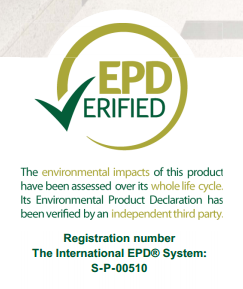 EPD
VERIFIED
The environmental impacts of this product
have been assessed over its whole life cycle.
Its Environmental Product Declaration has
been verified by an independent third party.
Registration number
The International EPD® System:
S-P-00510